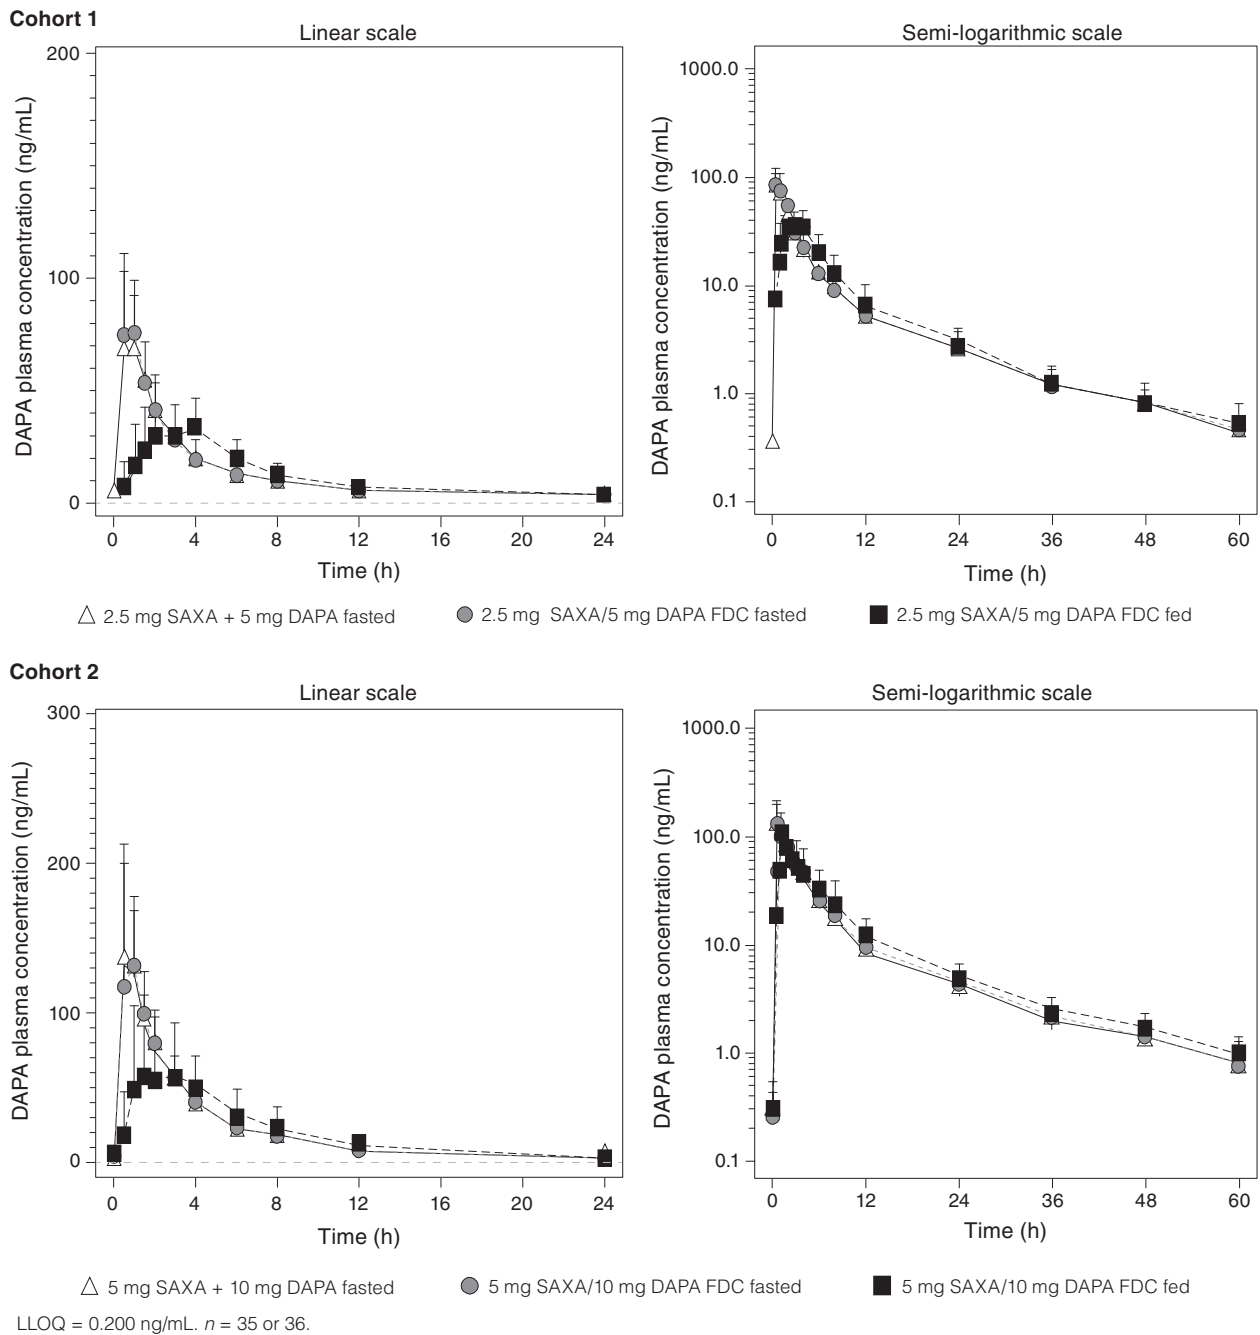 Cohort 1
Linear scale
Semi-logarithmic scale
DAPA plasma concentration (ng/mL)
200
100
0
0 4 8 12 16 20 24
Time (h)
DAPA plasma concentration (ng/mL)
1000.0
100.0
10.0
1.0
0.1
0 12 24 36 48 60
Time (h)
2.5 mg SAXA + 5 mg DAPA fasted
2.5 mg SAXA/5 mg DAPA FDC fasted
2.5 mg SAXA/5 mg DAPA FDC fed
Cohort 2
Linear scale
Semi-logarithmic scale
DAPA plasma concentration (ng/mL)
300
200
100
0
0 4 8 12 16 20 24
Time (h)
DAPA plasma concentration (ng/mL)
1000.0
100.0
10.0
1.0
0.1
0 12 24 36 48 60
Time (h)
5 mg SAXA + 10 mg DAPA fasted
5 mg SAXA/10 mg DAPA FDC fasted
5 mg SAXA/10 mg DAPA FDC fed
LLOQ = 0.200 ng/mL. n = 35 or 36.